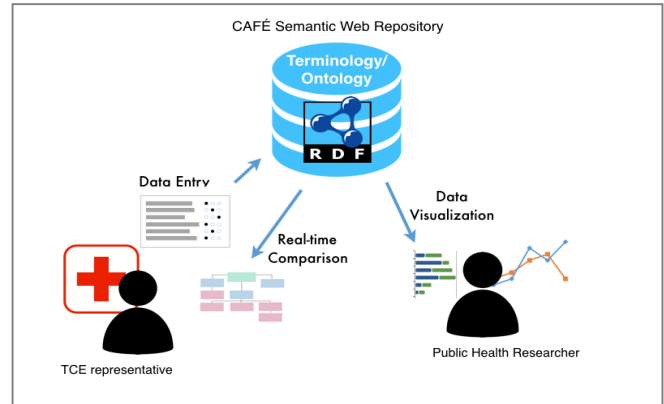 CAFÉ Semantic Web Repository
Terminology/
Ontology
RDF
Data Entry
Real-time
Comparison
Data
Visualization
TCE representative
Public Health Researcher